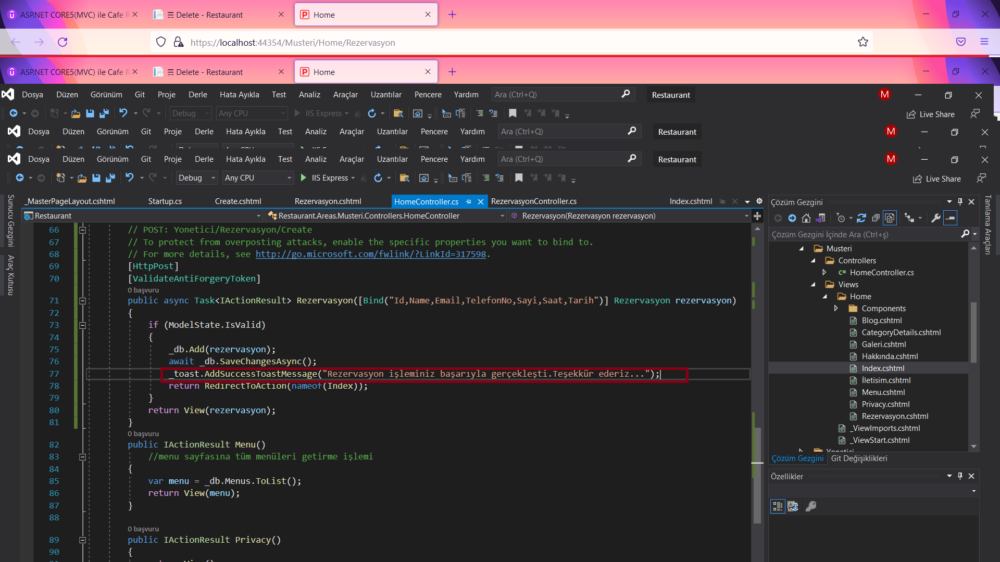 ASP.NET CORE5(MVC) ile Cafe R
Delete - Restaurant
Home
https://localhost:44354/Musteri/Home/Rezervasyon
ASP.NET CORE5(MVC) ile Cafe R
Delete - Restaurant
Home
Dosya Düzen Görünüm Git Proje Derle Hata Ayıkla Test Analiz Araçlar Uzantılar Pencere Yardım Ara (Ctrl+Q) Restaurant M
Debug Any CPU IIS Express Live Share
Dosya Düzen Görünüm Git Proje Derle Hata Ayıkla Test Analiz Araçlar Uzantılar Pencere Yardım Ara (Ctrl+Q) Restaurant M
Dosya Düzen Görünüm Git Proje Derle Hata Ayıkla Test Analiz Araçlar Uzantılar Pencere Yardım Ara (Ctrl+Q) Restaurant M
Debug Any CPU IIS Express Live Share
Sunucu Gezgini
Araç Kutusu
_MasterPageLayout.cshtml Startup.cs Create.cshtml Rezervasyon.cshtml HomeController.cs RezervasyonController.cs Index.cshtml
Restaurant Restaurant.Areas.Musteri.Controllers.HomeController Rezervasyon(Rezervasyon rezervasyon)
66 // POST: Yonetici/Rezervasyon/Create
67 // To protect from overposting attacks, enable the specific properties you want to bind to.
68 // For more details, see http://go.microsoft.com/fwlink/?LinkId=317598.
69 [HttpPost]
70 [ValidateAntiForgeryToken]
0 başvuru
71 public async Task<IActionResult> Rezervasyon([Bind("Id,Name,Email,TelefonNo,Sayi,Saat,Tarih")] Rezervasyon rezervasyon)
72 {
73 if (ModelState.IsValid)
74 {
75 _db.Add(rezervasyon);
76 await _db.SaveChangesAsync();
77 _toast.AddSuccessToastMessage("Rezervasyon işleminiz başarıyla gerçekleşti.Teşekkür ederiz...");
78 return RedirectToAction(nameof(Index));
79 }
80 return View(rezervasyon);
81 }
0 başvuru
82 public IActionResult Menu()
83 //menu sayfasına tüm menüleri getirme işlemi
84 {
85 var menu = _db.Menus.ToList();
86 return View(menu);
87 }
88
0 başvuru
89 public IActionResult Privacy()
90 {
Çözüm Gezgini
Çözüm Gezgini İçinde Ara (Ctrl+ş)
Musteri
Controllers
C# HomeController.cs
Views
Home
Components
Blog.cshtml
CategoryDetails.cshtml
Galeri.cshtml
Hakkında.cshtml
Index.cshtml
İletisim.cshtml
Menu.cshtml
Privacy.cshtml
Rezervasyon.cshtml
_ViewImports.cshtml
_ViewStart.cshtml
Yonetici
Çözüm Gezgini Git Değişiklikleri
Özellikler
Tanılama Araçları